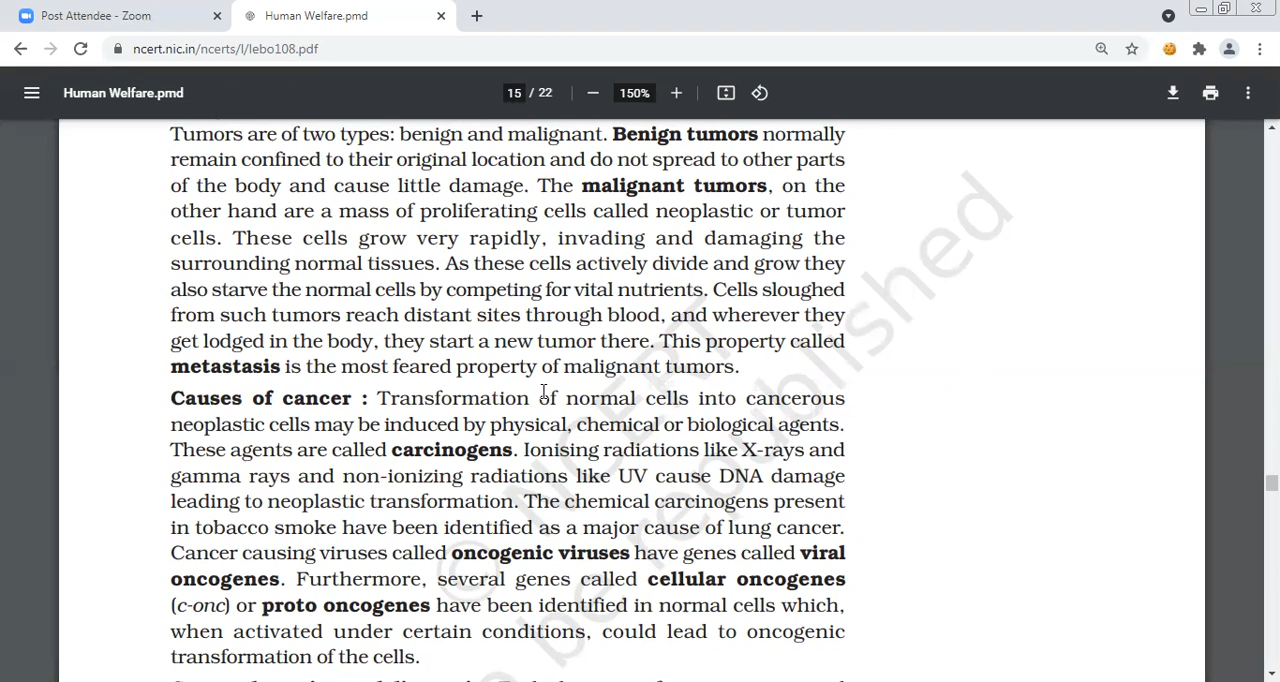 Post Attendee - Zoom
Human Welfare.pmd
ncert.nic.in/ncerts/l/lebo108.pdf
Human Welfare.pmd
15 / 22
150%
Tumors are of two types: benign and malignant. Benign tumors normally
remain confined to their original location and do not spread to other parts
of the body and cause little damage. The malignant tumors, on the
other hand are a mass of proliferating cells called neoplastic or tumor
cells. These cells grow very rapidly, invading and damaging the
surrounding normal tissues. As these cells actively divide and grow they
also starve the normal cells by competing for vital nutrients. Cells sloughed
from such tumors reach distant sites through blood, and wherever they
get lodged in the body, they start a new tumor there. This property called
metastasis is the most feared property of malignant tumors.
Causes of cancer : Transformation of normal cells into cancerous
neoplastic cells may be induced by physical, chemical or biological agents.
These agents are called carcinogens. Ionising radiations like X-rays and
gamma rays and non-ionizing radiations like UV cause DNA damage
leading to neoplastic transformation. The chemical carcinogens present
in tobacco smoke have been identified as a major cause of lung cancer.
Cancer causing viruses called oncogenic viruses have genes called viral
oncogenes. Furthermore, several genes called cellular oncogenes
(c-onc) or proto oncogenes have been identified in normal cells which,
when activated under certain conditions, could lead to oncogenic
transformation of the cells.
© NCERT
be republished